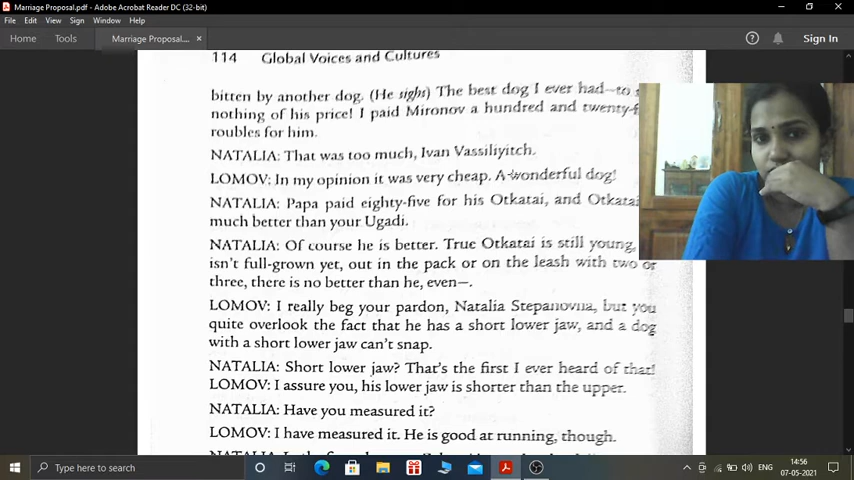 Marriage Proposal.pdf - Adobe Acrobat Reader DC (32-bit)
File Edit View Sign Window Help
Home Tools Marriage Proposal.... × Sign In
114 Global Voices and Cultures
bitten by another dog. (He sighs) The best dog I ever had—to
nothing of his price! I paid Mironov a hundred and
roubles for him.
NATALIA: That was too much, Ivan Vassiliyitch.
LOMOV: In my opinion it was very cheap. A wonderful dog!
NATALIA: Papa paid eighty-five for his Otkatai, and Otkatai
much better than your Ugadi.
NATALIA: Of course he is better. True Otkatai is still young,
isn't full-grown yet, out in the pack or on the leash with two or
three, there is no better than he, even—.
LOMOV: I really beg your pardon, Natalia Stepanovna, but you
quite overlook the fact that he has a short lower jaw, and a dog
with a short lower jaw can't snap.
NATALIA: Short lower jaw? That's the first I ever heard of that!
LOMOV: I assure you, his lower jaw is shorter than the upper.
NATALIA: Have you measured it?
LOMOV: I have measured it. He is good at running, though.
Type here to search
ENG
14:56
07-05-2021